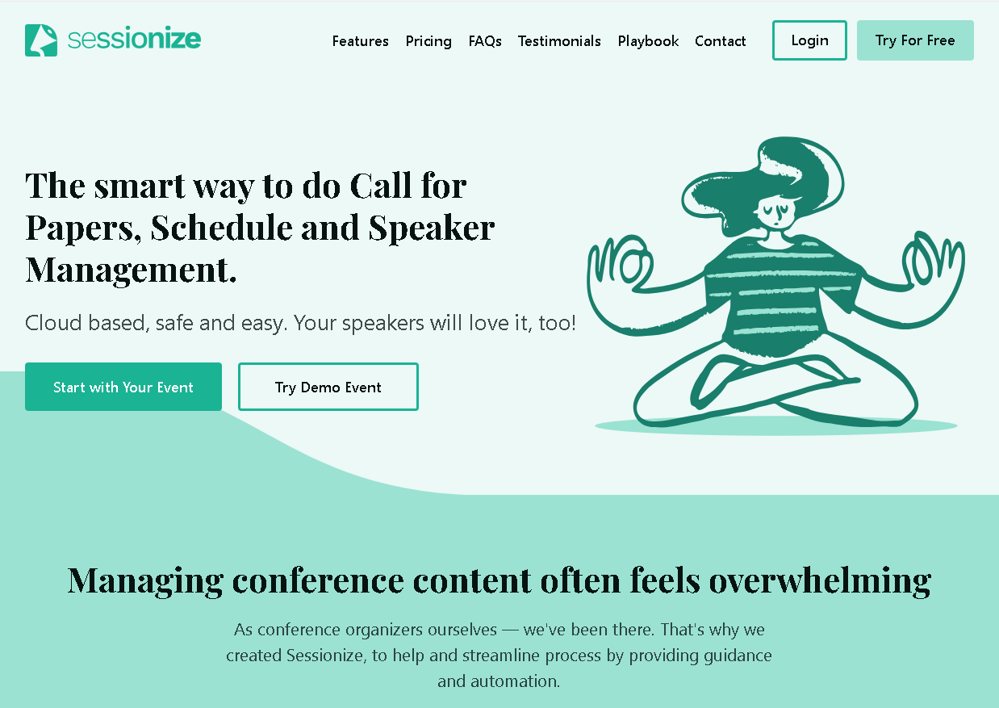 sessionize
Features Pricing FAQs Testimonials Playbook Contact Login Try For Free
The smart way to do Call for
Papers, Schedule and Speaker
Management.
Cloud based, safe and easy. Your speakers will love it, too!
Start with Your Event Try Demo Event
Managing conference content often feels overwhelming
As conference organizers ourselves — we've been there. That's why we
created Sessionize, to help and streamline process by providing guidance
and automation.